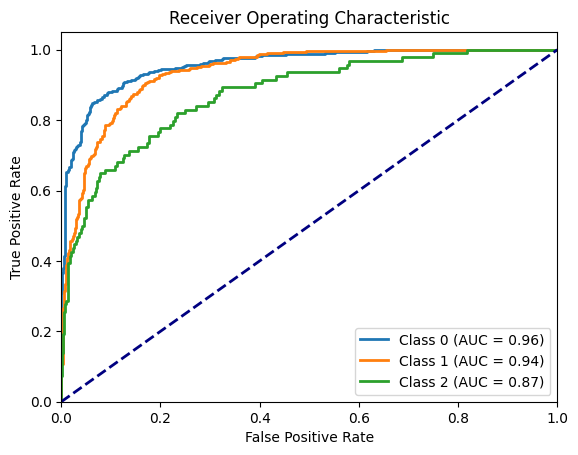 Receiver Operating Characteristic
True Positive Rate
1.0
0.8
0.6
0.4
0.2
0.0
Class 0 (AUC = 0.96)
Class 1 (AUC = 0.94)
Class 2 (AUC = 0.87)
0.0 0.2 0.4 0.6 0.8 1.0
False Positive Rate